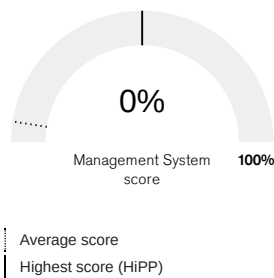 0%
Management System
score
100%
Average score
Highest score (HiPP)